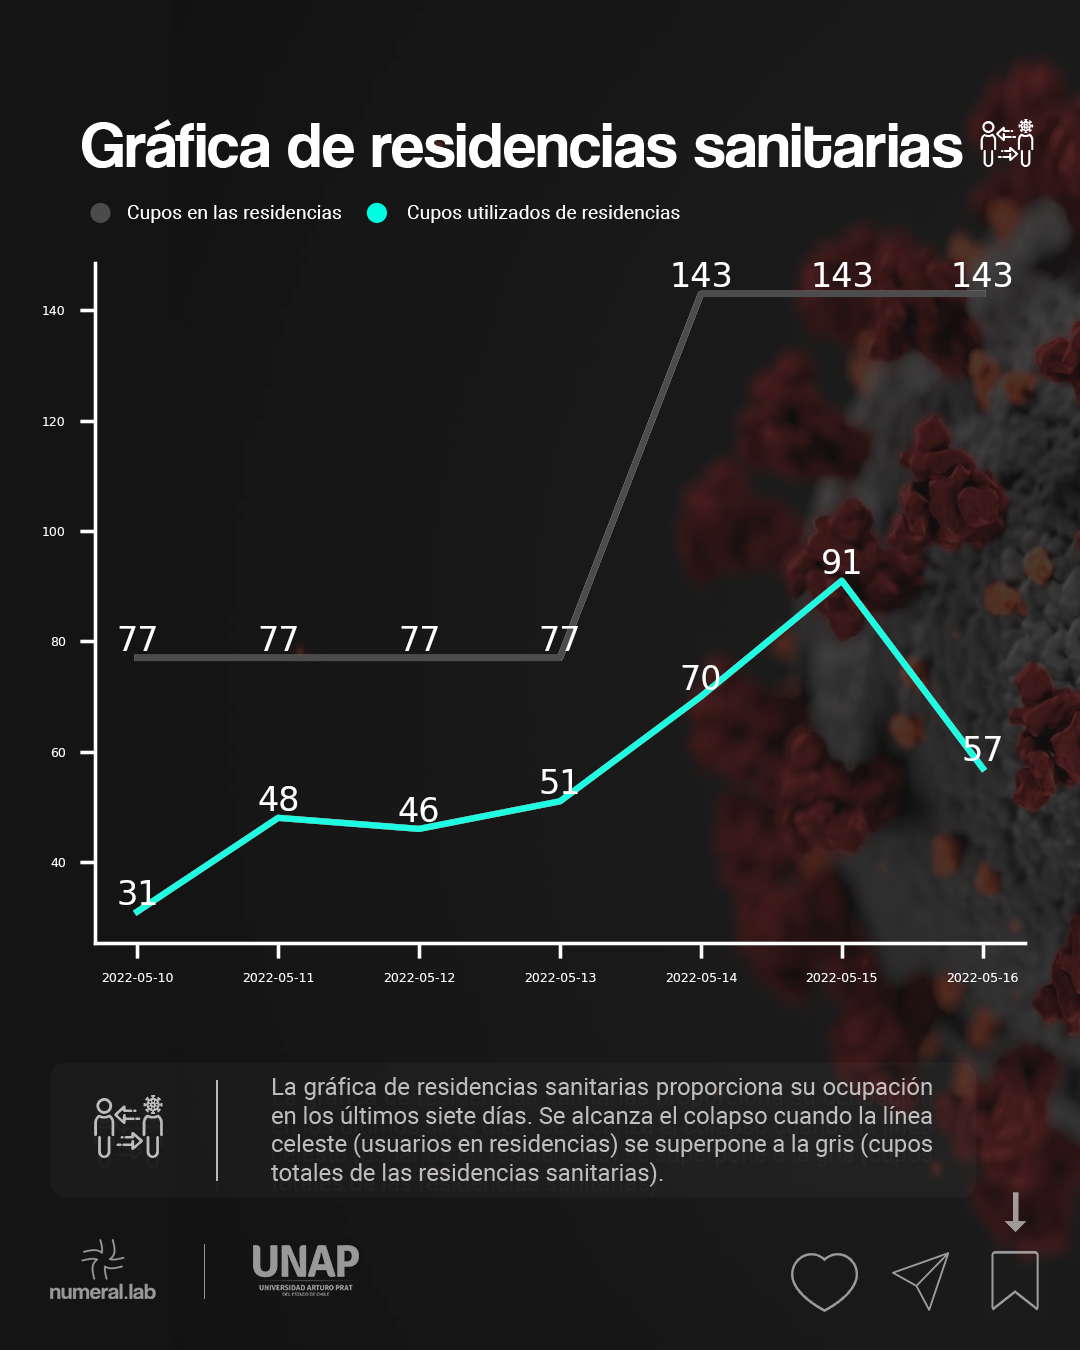 Gráfica de residencias sanitarias
Cupos en las residencias Cupos utilizados de residencias
143 143 143
140
120
100
91
77 77 77 77
80
70
60
57
51
48
46
40
31
2022-05-10 2022-05-11 2022-05-12 2022-05-13 2022-05-14 2022-05-15 2022-05-16
La gráfica de residencias sanitarias proporciona su ocupación
en los últimos siete días. Se alcanza el colapso cuando la línea
celeste (usuarios en residencias) se superpone a la gris (cupos
totales de las residencias sanitarias).
numeral.lab
UNAP
UNIVERSIDAD ARTURO PRAT
DEL ESTADO DE CHILE